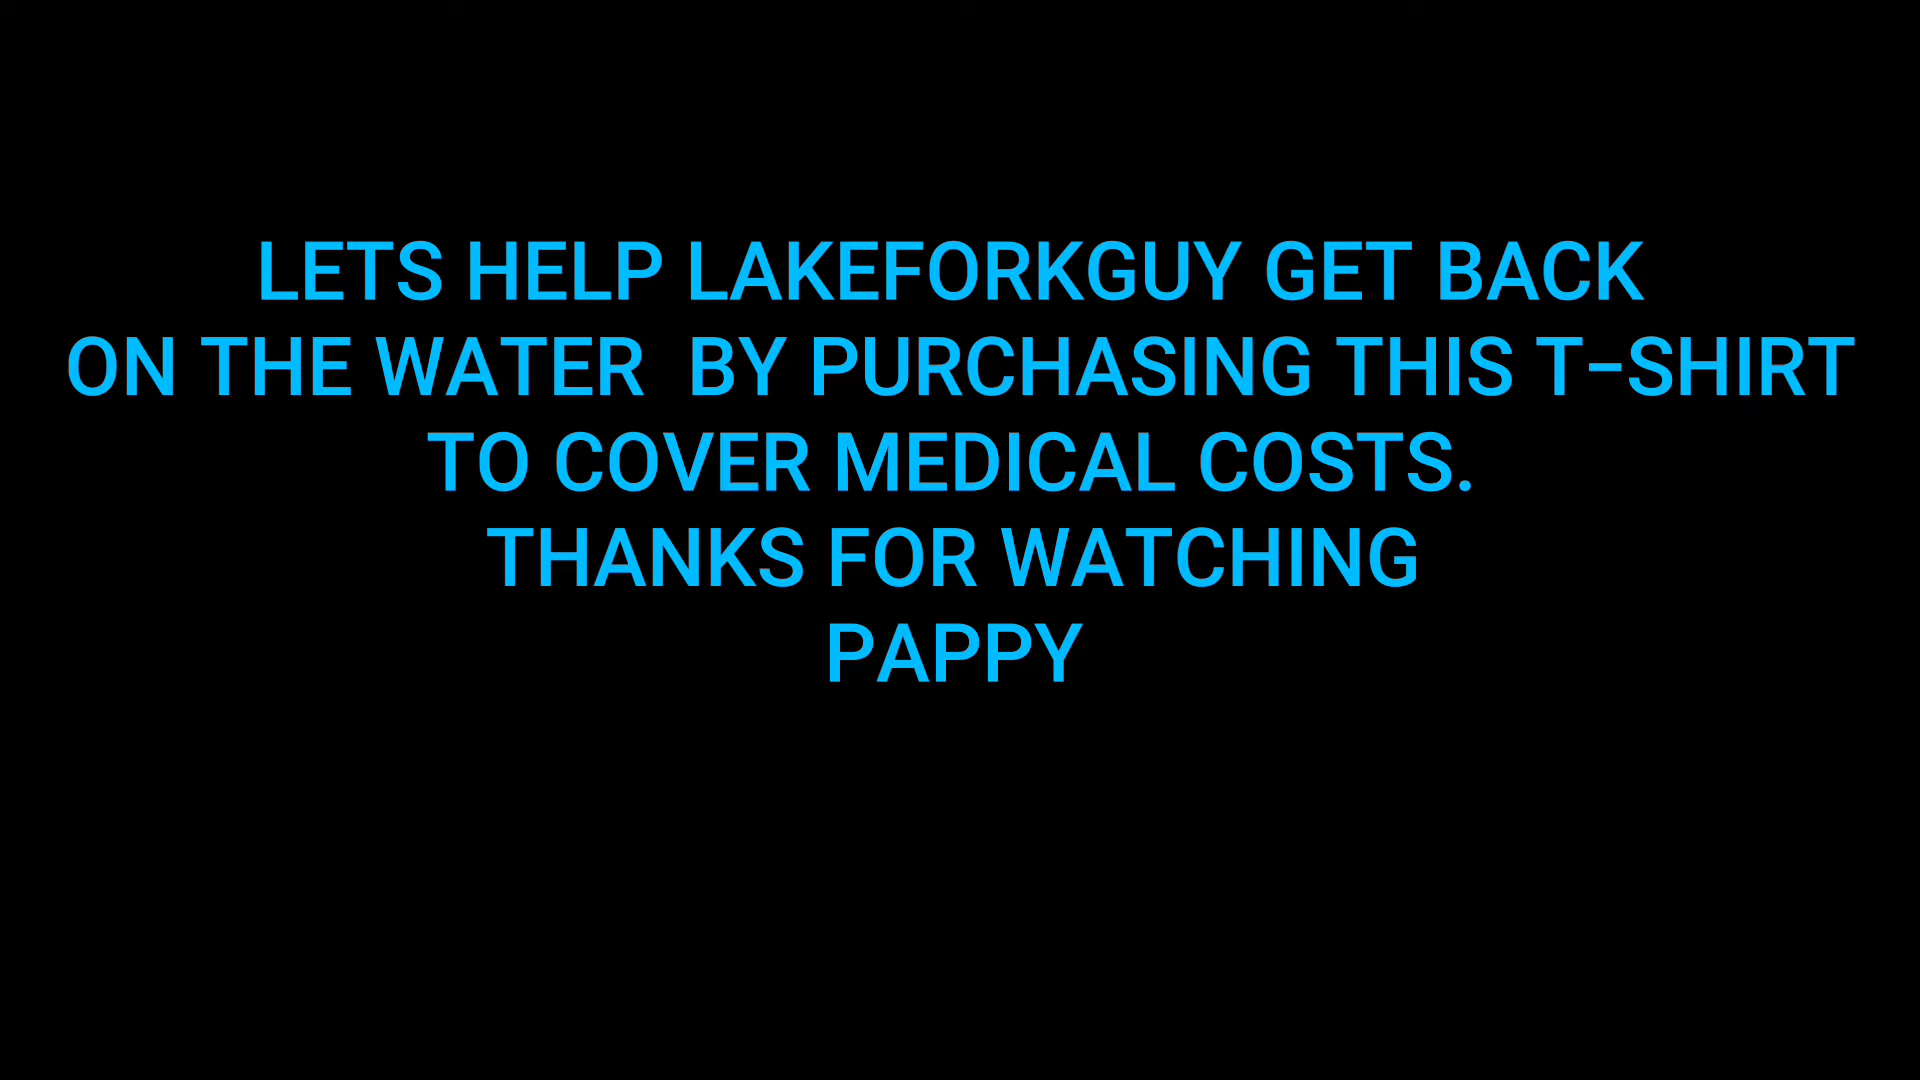 LETS HELP LAKEFORKGUY GET BACK
ON THE WATER  BY PURCHASING THIS T-SHIRT
TO COVER MEDICAL COSTS.
THANKS FOR WATCHING
PAPPY